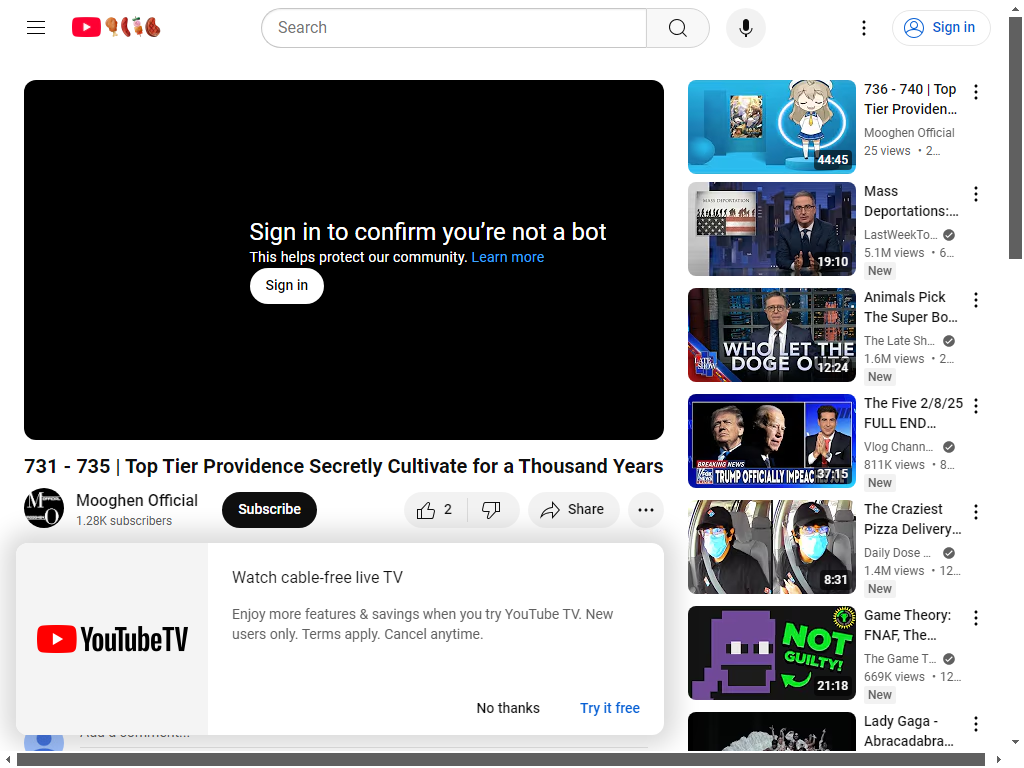 Search
Sign in
Sign in to confirm you’re not a bot
This helps protect our community. Learn more
Sign in
731 - 735 | Top Tier Providence Secretly Cultivate for a Thousand Years
Mooghen Official
1.28K subscribers
Subscribe
2
Share
YouTubeTV
Watch cable-free live TV
Enjoy more features & savings when you try YouTube TV. New
users only. Terms apply. Cancel anytime.
No thanks
Try it free
Add a comment...
44:45
736 - 740 | Top
Tier Providen...
Mooghen Official
25 views • 2...
MASS DEPORTATION
19:10
Mass
Deportations:...
LastWeekTo...
5.1M views • 6...
New
WHO LET THE
DOGE OUT?
LATE SHOW
12:24
Animals Pick
The Super Bo...
The Late Sh...
1.6M views • 2...
New
BREAKING NEWS
TRUMP OFFICIALLY IMPEAC
37:15
The Five 2/8/25
FULL END...
Vlog Chann...
811K views • 8...
New
8:31
The Craziest
Pizza Delivery...
Daily Dose ...
1.4M views • 12...
New
NOT
GUILTY!
21:18
Game Theory:
FNAF, The...
The Game T...
669K views • 12...
New
Lady Gaga -
Abracadabra...